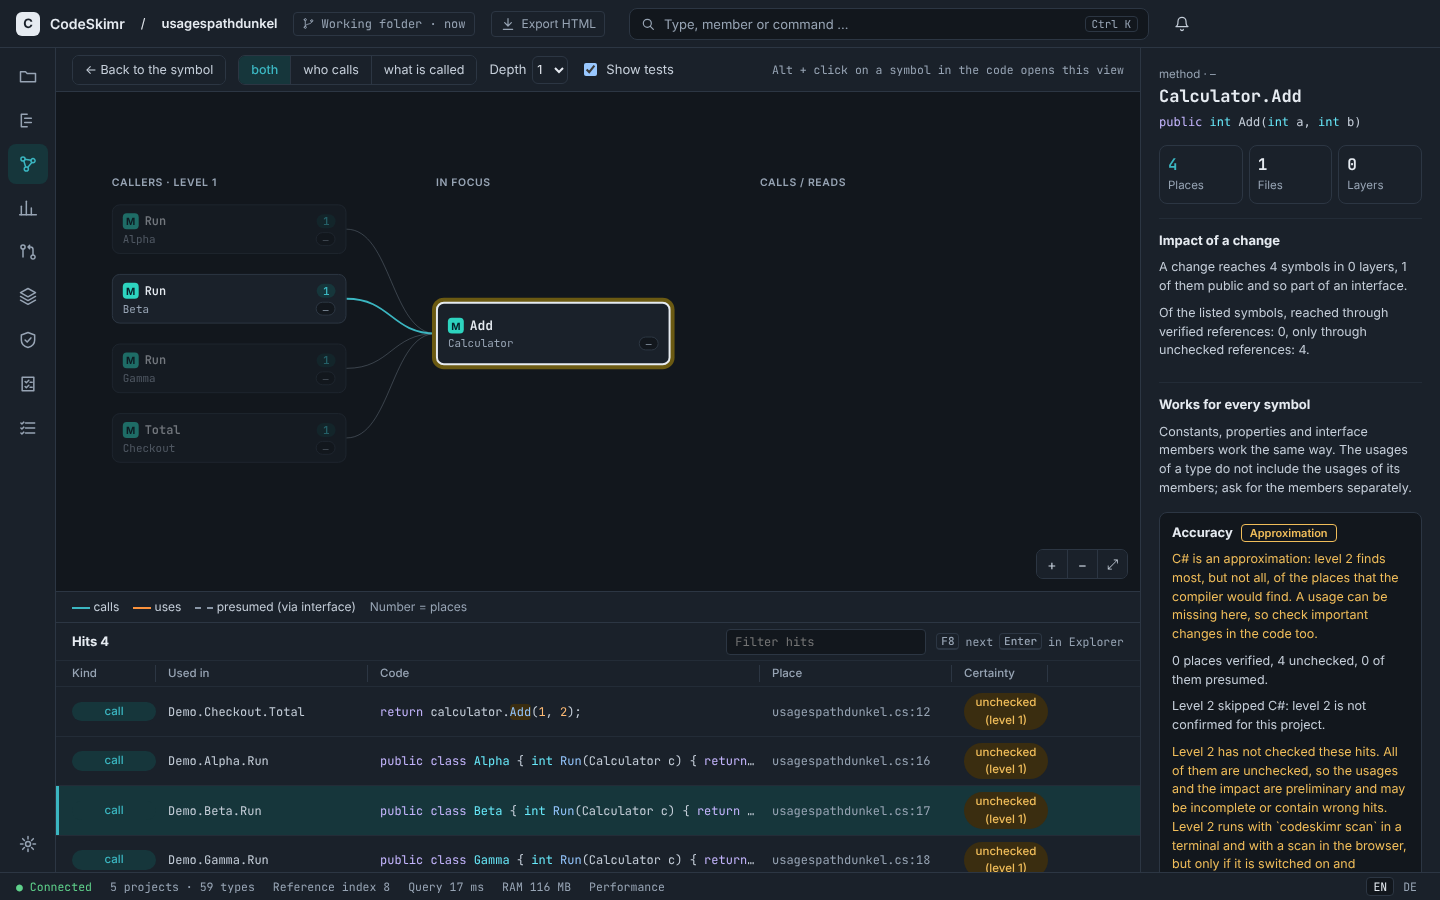 C CodeSkimr / usagespathdunkel Working folder · now Export HTML Type, member or command ... Ctrl K
← Back to the symbol both who calls what is called Depth 1 Show tests Alt + click on a symbol in the code opens this view
CALLERS · LEVEL 1 IN FOCUS CALLS / READS
M Run 1
Alpha –
M Run 1
Beta –
M Run 1
Gamma –
M Total 1
Checkout –
M Add
Calculator –
+ −
calls uses presumed (via interface) Number = places
Hits 4 Filter hits F8 next Enter in Explorer
Kind Used in Code Place Certainty
call Demo.Checkout.Total return calculator.Add(1, 2); usagespathdunkel.cs:12 unchecked
(level 1)
call Demo.Alpha.Run public class Alpha { int Run(Calculator c) { return… usagespathdunkel.cs:16 unchecked
(level 1)
call Demo.Beta.Run public class Beta { int Run(Calculator c) { return … usagespathdunkel.cs:17 unchecked
(level 1)
call Demo.Gamma.Run public class Gamma { int Run(Calculator c) { return… usagespathdunkel.cs:18 unchecked
(level 1)
method · –
Calculator.Add
public int Add(int a, int b)
4 1 0
Places Files Layers
Impact of a change
A change reaches 4 symbols in 0 layers, 1
of them public and so part of an interface.
Of the listed symbols, reached through
verified references: 0, only through
unchecked references: 4.
Works for every symbol
Constants, properties and interface
members work the same way. The usages
of a type do not include the usages of its
members; ask for the members separately.
Accuracy Approximation
C# is an approximation: level 2 finds
most, but not all, of the places that the
compiler would find. A usage can be
missing here, so check important
changes in the code too.
0 places verified, 4 unchecked, 0 of
them presumed.
Level 2 skipped C#: level 2 is not
confirmed for this project.
Level 2 has not checked these hits. All
of them are unchecked, so the usages
and the impact are preliminary and may
be incomplete or contain wrong hits.
Level 2 runs with `codeskimr scan` in a
terminal and with a scan in the browser,
but only if it is switched on and
Connected 5 projects · 59 types Reference index 8 Query 17 ms RAM 116 MB Performance EN DE